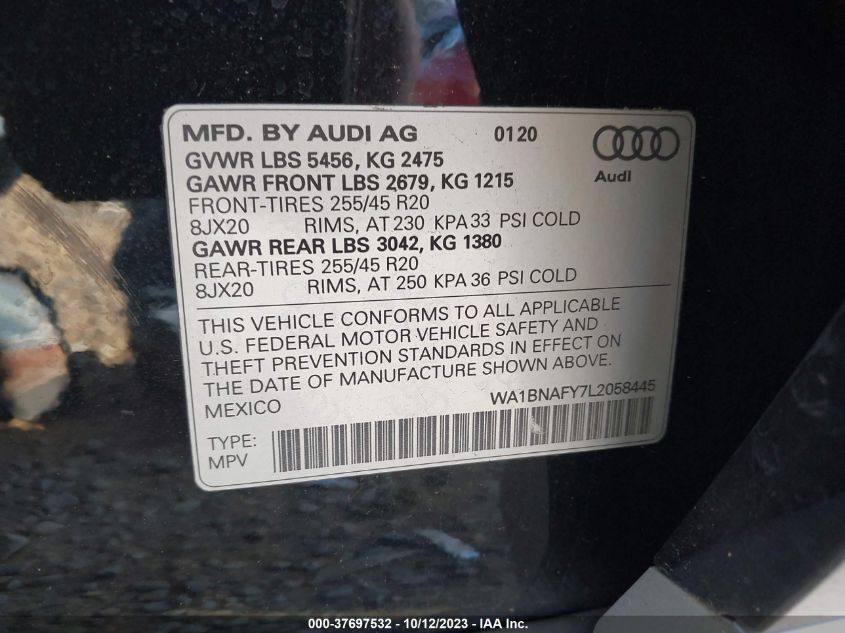 MFD. BY AUDI AG 0120
GVWR LBS 5456, KG 2475
GAWR FRONT LBS 2679, KG 1215
Audi
FRONT-TIRES 255/45 R20
8JX20 RIMS, AT 230 KPA 33 PSI COLD
GAWR REAR LBS 3042, KG 1380
REAR-TIRES 255/45 R20
8JX20 RIMS, AT 250 KPA 36 PSI COLD
THIS VEHICLE CONFORMS TO ALL APPLICABLE
U.S. FEDERAL MOTOR VEHICLE SAFETY AND
THEFT PREVENTION STANDARDS IN EFFECT ON
THE DATE OF MANUFACTURE SHOWN ABOVE.
MEXICO WA1BNAFY7L2058445
TYPE:
MPV
000-37697532 - 10/12/2023 - IAA Inc.